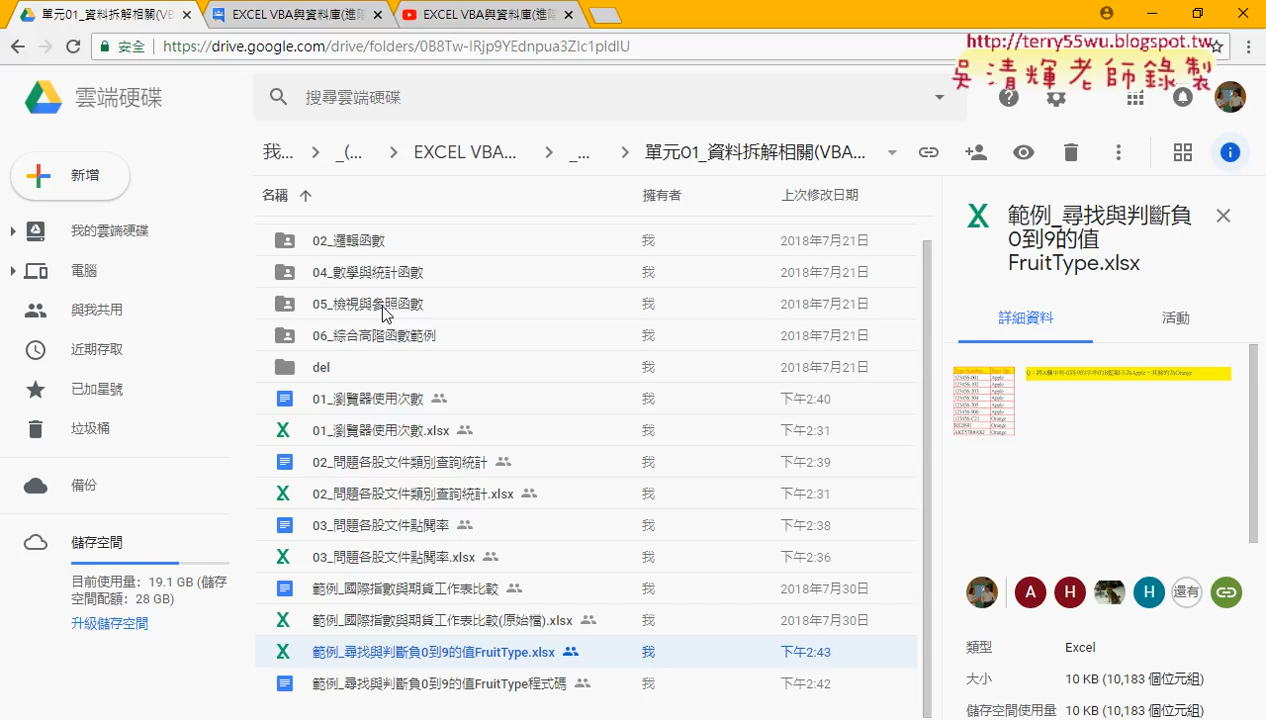 單元01_資料拆解相關(VB
EXCEL VBA與資料庫(進階
EXCEL VBA與資料庫(進階
安全
https://drive.google.com/drive/folders/0B8Tw-IRjp9YEdnpua3ZIc1pIdlU
http://terry55wu.blogspot.tw
吳清輝老師錄製
雲端硬碟
搜尋雲端硬碟
新增
我的雲端硬碟
電腦
與我共用
近期存取
已加星號
垃圾桶
備份
儲存空間
目前使用量：19.1 GB (儲存
空間配額：28 GB)
升級儲存空間
我...
_(...
EXCEL VBA...
_...
單元01_資料拆解相關(VBA...
名稱
擁有者
上次修改日期
02_邏輯函數 我 2018年7月21日
04_數學與統計函數 我 2018年7月21日
05_檢視與參照函數 我 2018年7月21日
06_綜合高階函數範例 我 2018年7月21日
del 我 2018年7月21日
01_瀏覽器使用次數 我 下午2:40
01_瀏覽器使用次數.xlsx 我 下午2:31
02_問題各股文件類別查詢統計 我 下午2:39
02_問題各股文件類別查詢統計.xlsx 我 下午2:31
03_問題各股文件點閱率 我 下午2:38
03_問題各股文件點閱率.xlsx 我 下午2:36
範例_國際指數與期貨工作表比較 我 2018年7月30日
範例_國際指數與期貨工作表比較(原始檔).xlsx 我 2018年7月30日
範例_尋找與判斷負0到9的值FruitType.xlsx 我 下午2:43
範例_尋找與判斷負0到9的值FruitType程式碼 我 下午2:42
範例_尋找與判斷負
0到9的值
FruitType.xlsx
詳細資料
活動
A
H
H
還有
類型
Excel
大小
10 KB (10,183 個位元組)
儲存空間使用量
10 KB (10,183 個位元組)